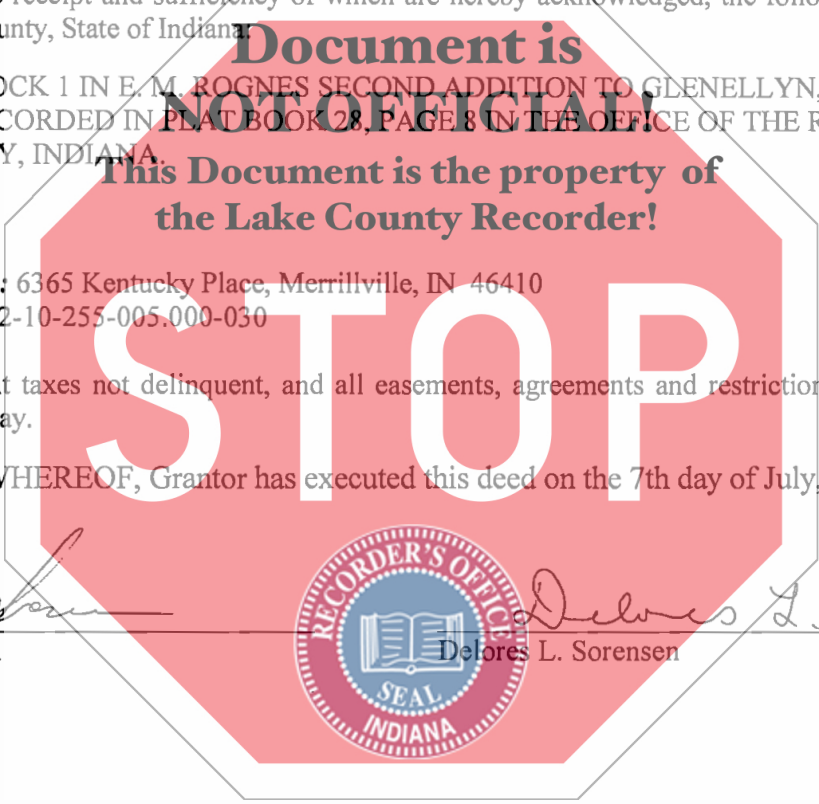 receipt and sufficiency of which are hereby acknowledged, the follo
unty, State of Indiana:
Document is
OCK 1 IN E. M. ROGNES SECOND ADDITION TO GLENELLYN,
NOT OFFICIAL!
CORDED IN PLAT BOOK 28, PAGE 8 IN THE OFFICE OF THE R
Y, INDIANA.
This Document is the property of
the Lake County Recorder!
: 6365 Kentucky Place, Merrillville, IN 46410
2-10-255-005.000-030
STOP
t taxes not delinquent, and all easements, agreements and restriction
ay.
WHEREOF, Grantor has executed this deed on the 7th day of July,
Delores L.
Delores L. Sorensen
RECORDER'S OFFICE
SEAL
INDIANA